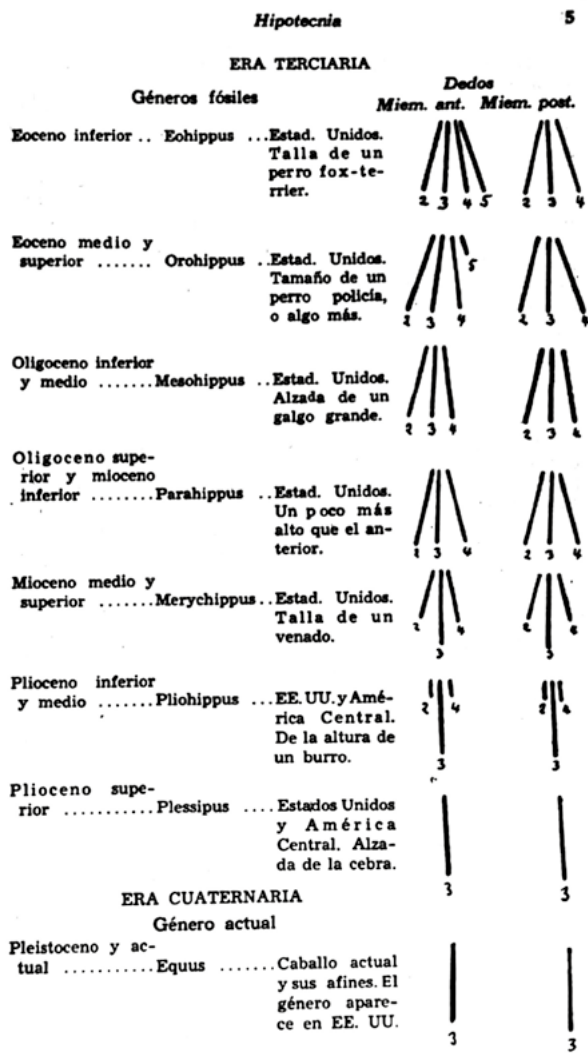 Hipotecnia 5
ERA TERCIARIA
Géneros fósiles
Dedos
Miem. ant. Miem. post.
Eoceno inferior .. Eohippus ...Estad. Unidos.
Talla de un
perro fox-te-
rrier.
2 3 4 5 2 3 4
Eoceno medio y
superior ....... Orohippus ..Estad. Unidos.
Tamaño de un
perro policía,
o algo más.
5
2 3 4 2 3 4
Oligoceno inferior
y medio .......Mesohippus ..Estad. Unidos.
Alzada de un
galgo grande.
2 3 4 2 3 4
Oligoceno supe-
rior y mioceno
inferior ........Parahippus ..Estad. Unidos.
Un poco más
alto que el an-
terior.
2 3 4 2 3 4
Mioceno medio y
superior .......Merychippus..Estad. Unidos.
Talla de un
venado.
2 4 2 4
3 3
Plioceno inferior
y medio .......Pliohippus ...EE. UU. y Amé-
rica Central.
De la altura de
un burro.
2 4 2 4
3 3
Plioceno supe-
rior ...........Plessipus ....Estados Unidos
y América
Central. Alza-
da de la cebra.
3 3
ERA CUATERNARIA
Género actual
Pleistoceno y ac-
tual ...........Equus .......Caballo actual
y sus afines. El
género apare-
ce en EE. UU.
3 3